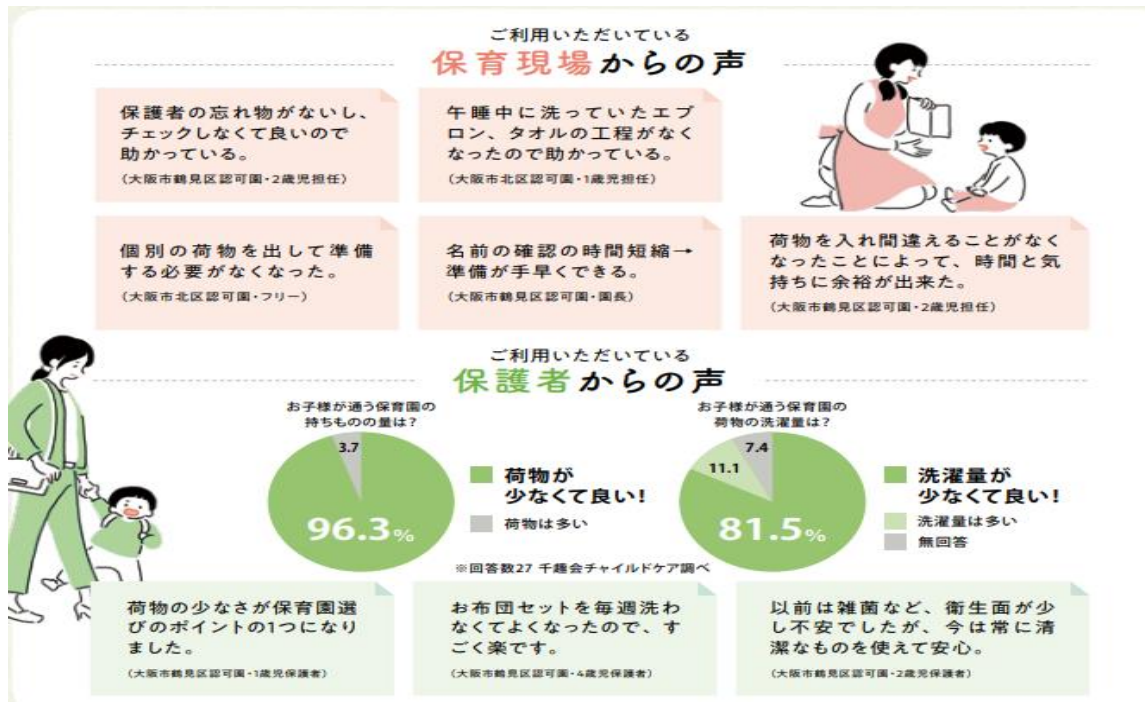 ご利用いただいている
保育現場からの声
保護者の忘れ物がないし、
チェックしなくて良いので
助かっている。
(大阪市鶴見区認可園・2歳児担任)
午睡中に洗っていたエプ
ロン、タオルの工程がなく
なったので助かっている。
(大阪市北区認可園・1歳児担任)
個別の荷物を出して準備
する必要がなくなった。
(大阪市北区認可園・フリー)
名前の確認の時間短縮→
準備が手早くできる。
(大阪市鶴見区認可園・園長)
荷物を入れ間違えることがなく
なったことによって、時間と気
持ちに余裕が出来た。
(大阪市鶴見区認可園・2歳児担任)
ご利用いただいている
保護者からの声
お子様が通う保育園の
持ちものの量は?
3.7
96.3%
荷物が
少なくて良い!
荷物は多い
お子様が通う保育園の
荷物の洗濯量は?
7.4
11.1
81.5%
洗濯量が
少なくて良い!
洗濯量は多い
無回答
※回答数27 千趣会チャイルドケア調べ
荷物の少なさが保育園選
びのポイントの1つになり
ました。
(大阪市鶴見区認可園・1歳児保護者)
お布団セットを毎週洗わ
なくてよくなったので、す
ごく楽です。
(大阪市鶴見区認可園・4歳児保護者)
以前は雑菌など、衛生面が少
し不安でしたが、今は常に清
潔なものを使えて安心。
(大阪市鶴見区認可園・2歳児保護者)